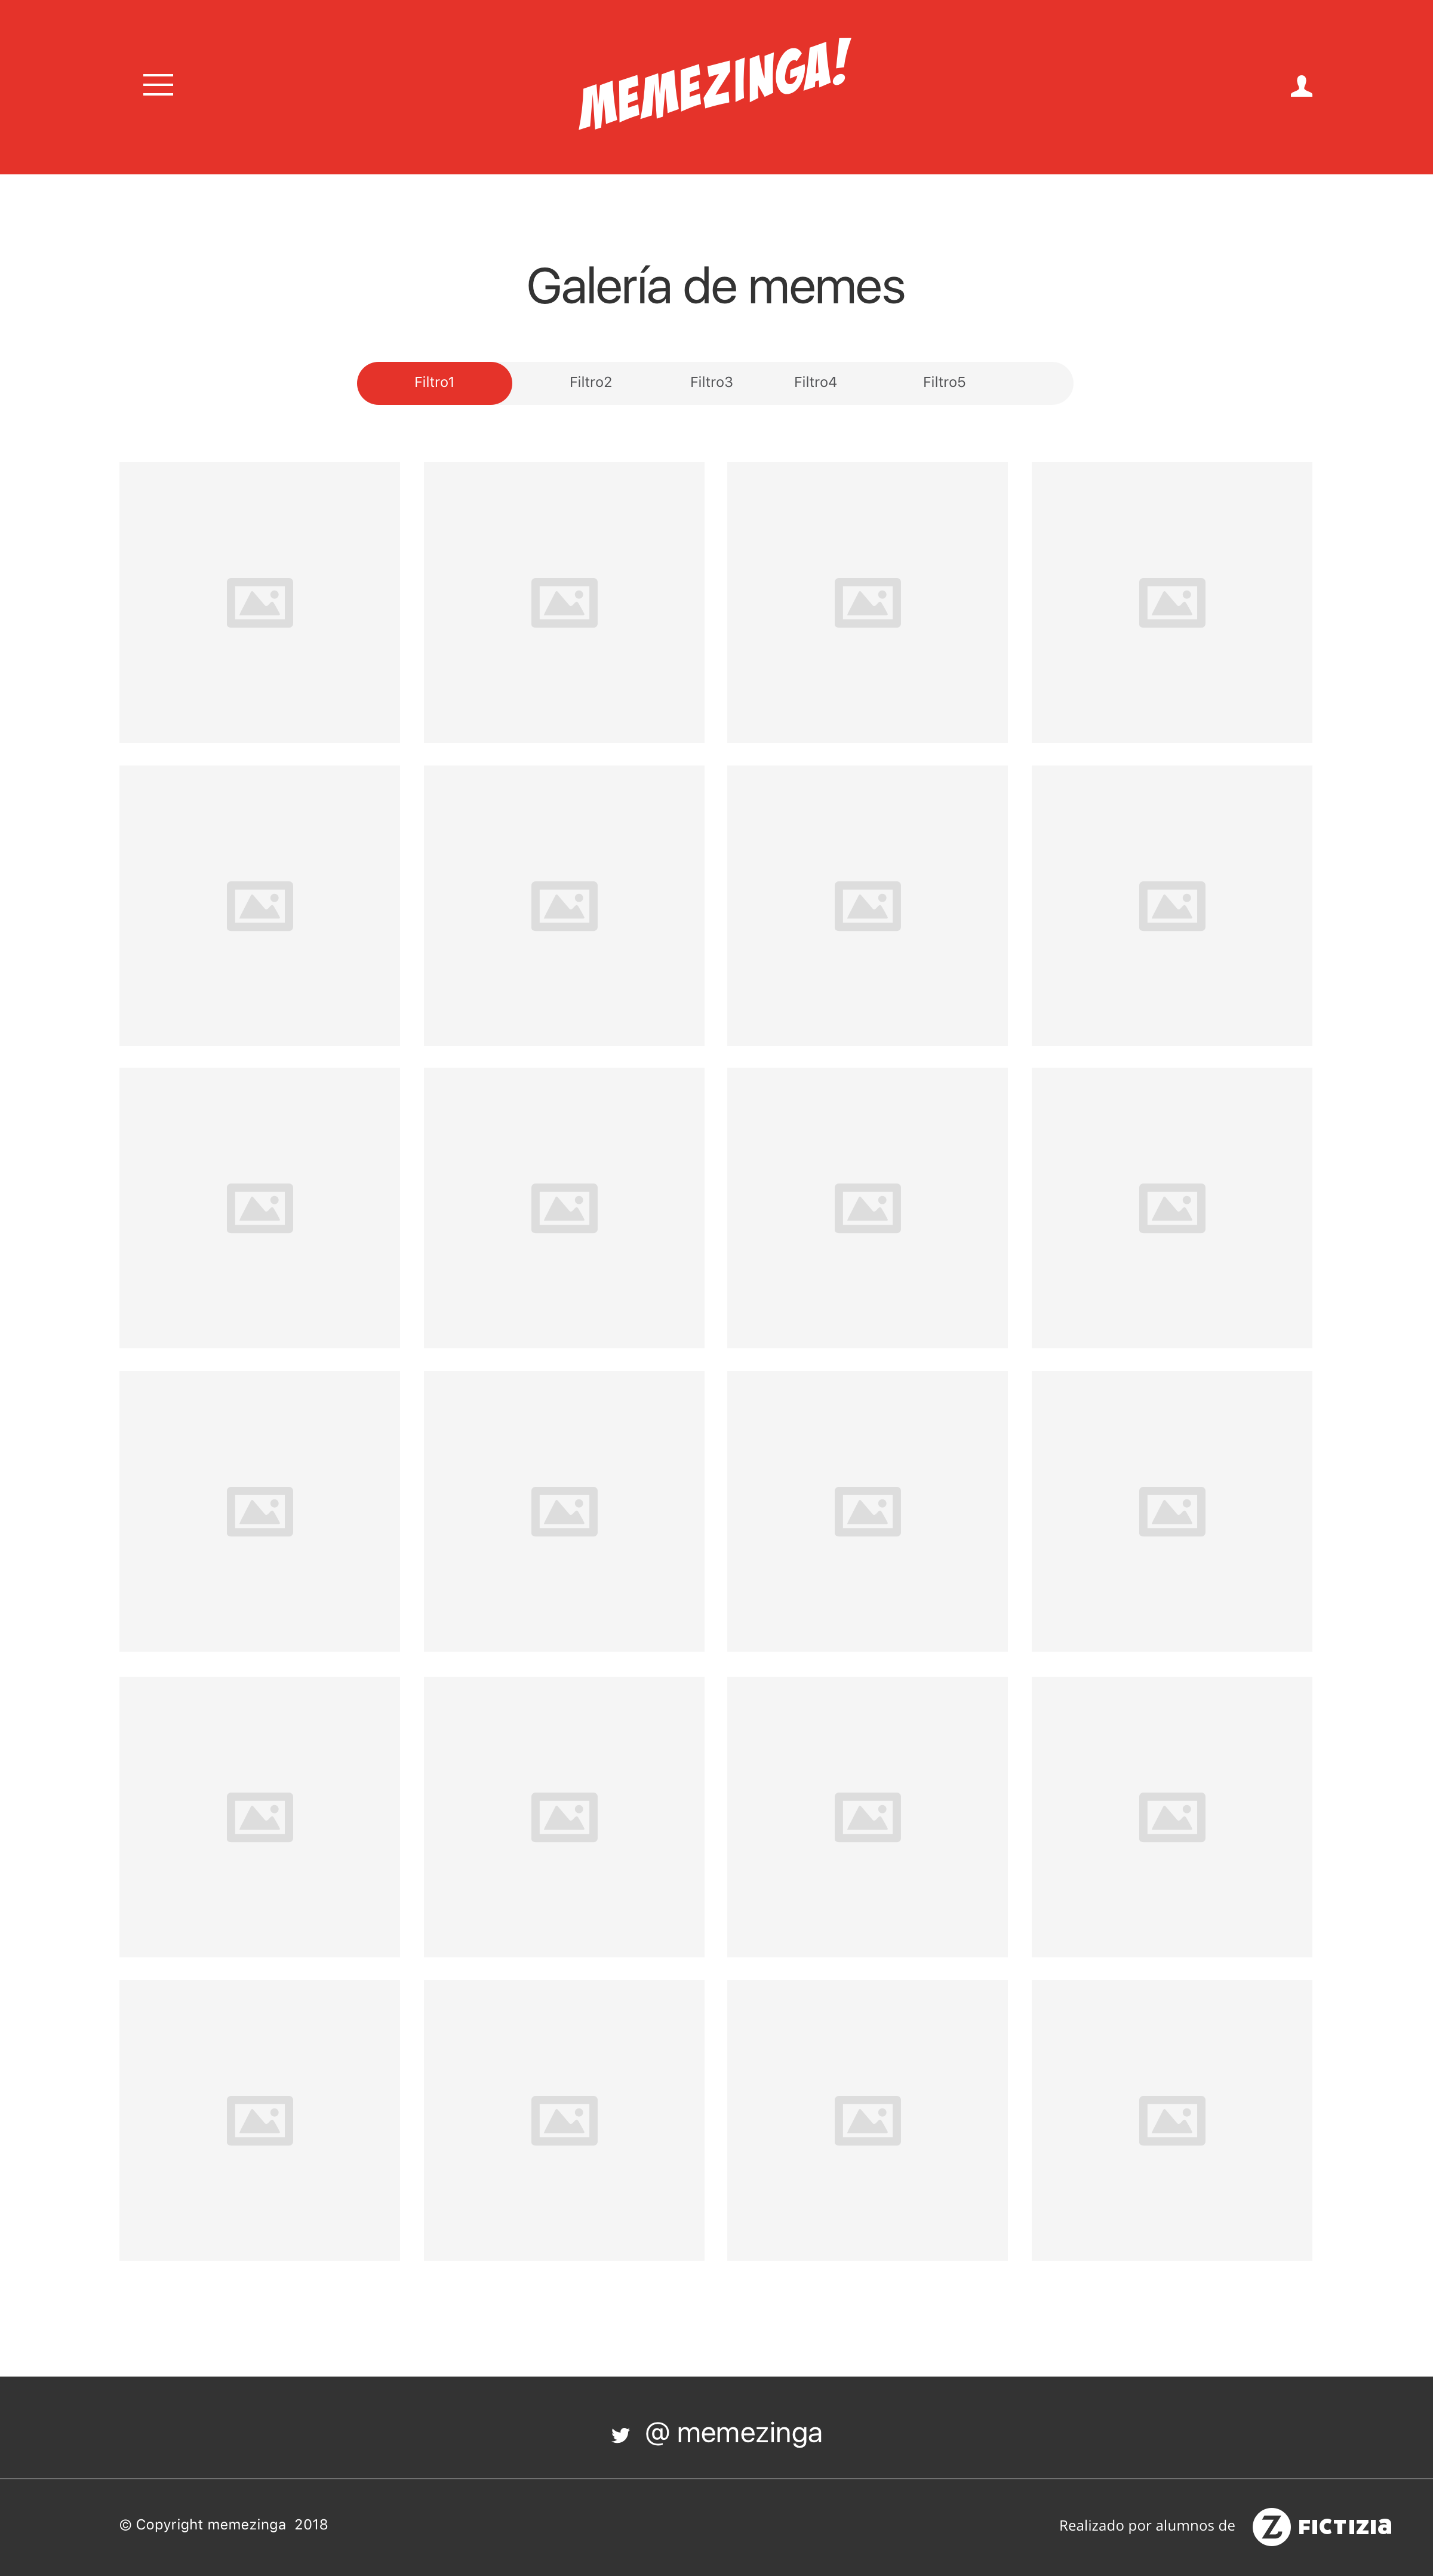 MEMEZINGA!
Galería de memes
Filtro1 Filtro2 Filtro3 Filtro4 Filtro5
@ memezinga
© Copyright memezinga 2018
Realizado por alumnos de Z FICTIZIa